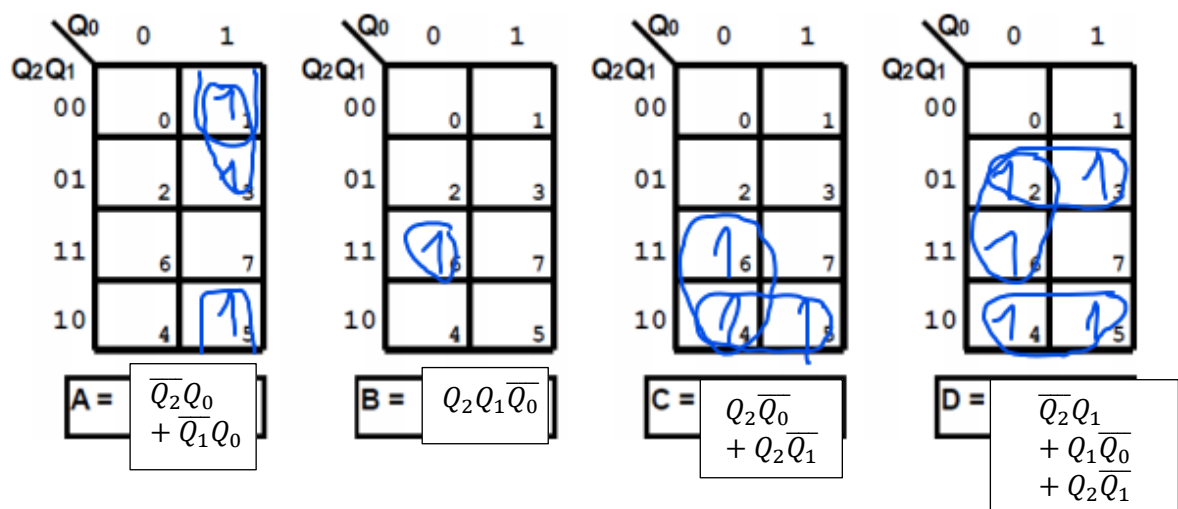 Q0 0 1 Q0 0 1 Q0 0 1 Q0 0 1
Q2Q1 Q2Q1 Q2Q1 Q2Q1
00 0 1 1 00 0 1 00 0 1 00 0 1
01 2 1 3 01 2 3 01 2 3 01 1 2 1 3
11 6 7 11 1 6 7 11 1 6 7 11 1 6 7
10 4 1 5 10 4 5 10 1 4 1 5 10 1 4 1 5
A = B = C = D =
Q̅₂Q₀
+ Q̅₁Q₀
Q₂Q₁Q̅₀
Q₂Q̅₀
+ Q₂Q̅₁
Q̅₂Q₁
+ Q₁Q̅₀
+ Q₂Q̅₁